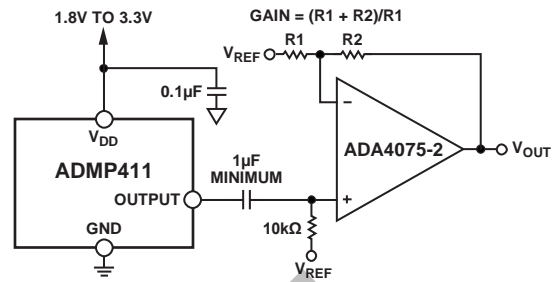 1.8V TO 3.3V
GAIN = (R1 + R2)/R1
VREF
R1
R2
0.1µF
VDD
ADMP411
OUTPUT
GND
1µF
MINIMUM
10kΩ
VREF
−
+
ADA4075-2
VOUT